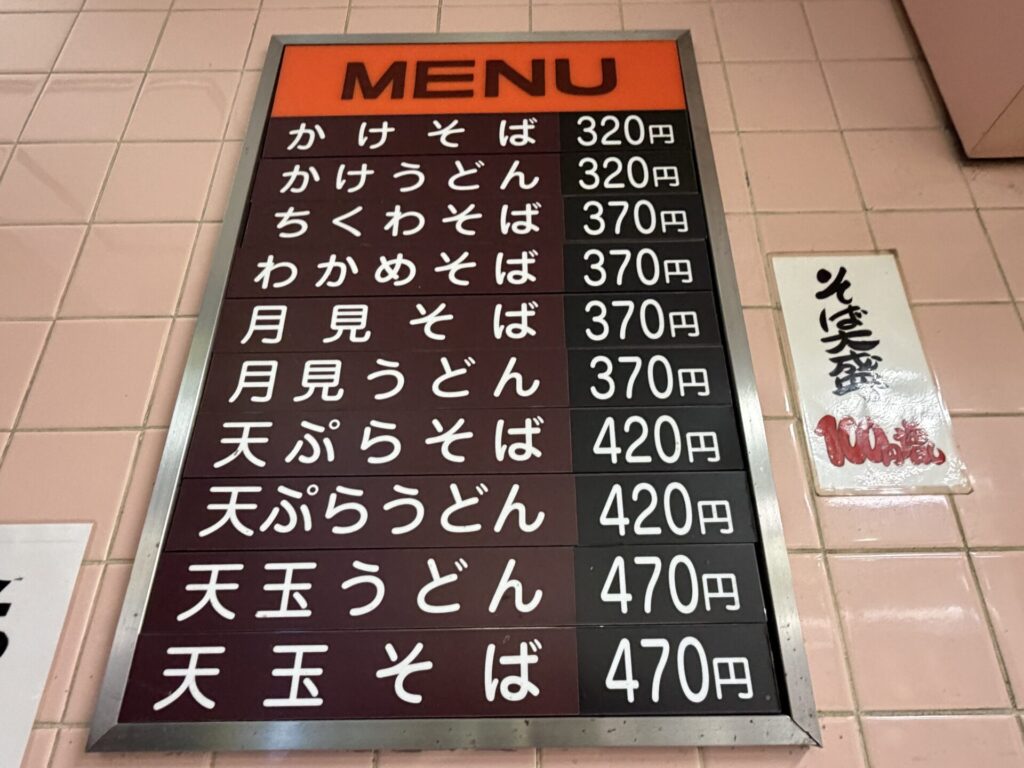 MENU
かけそば 320円
かけうどん 320円
ちくわそば 370円
わかめそば 370円
月見そば 370円
月見うどん 370円
天ぷらそば 420円
天ぷらうどん 420円
天玉うどん 470円
天玉そば 470円
そば大盛
100円